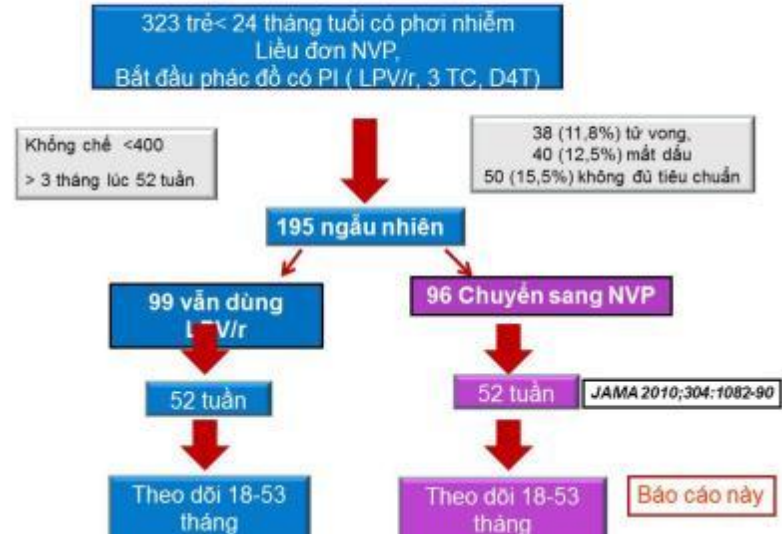 323 trẻ< 24 tháng tuổi có phơi nhiễm
Liều đơn NVP,
Bắt đầu phác đồ có PI ( LPV/r, 3 TC, D4T)
Khống chế <400
> 3 tháng lúc 52 tuần
38 (11,8%) tử vong,
40 (12,5%) mất dấu
50 (15,5%) không đủ tiêu chuẩn
195 ngẫu nhiên
99 vẫn dùng
LPV/r
96 Chuyển sang NVP
52 tuần
52 tuần
JAMA 2010;304:1082-90
Theo dõi 18-53
tháng
Theo dõi 18-53
tháng
Báo cáo này